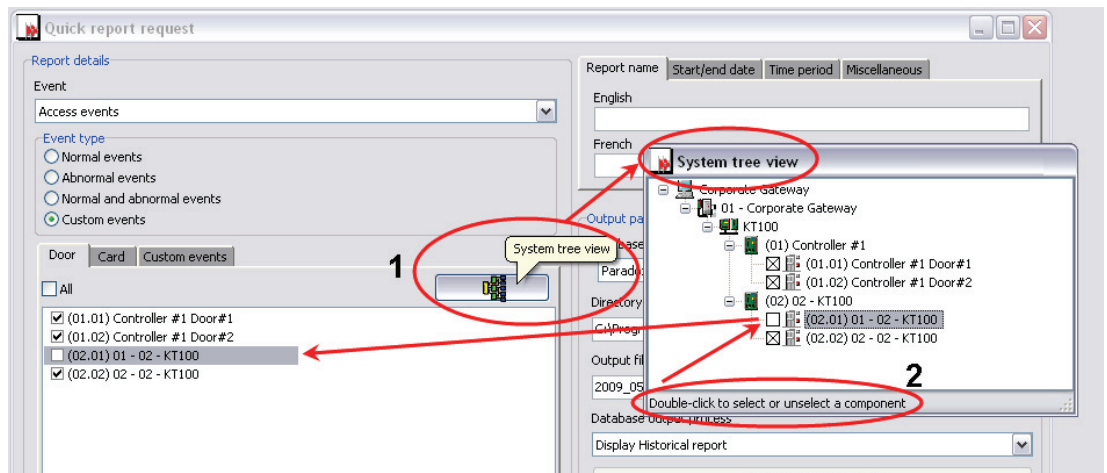 Quick report request
Report details
Event
Access events
Event type
Normal events
Abnormal events
Normal and abnormal events
Custom events
Door Card Custom events
All
(01.01) Controller #1 Door#1
(01.02) Controller #1 Door#2
(02.01) 01 - 02 - KT100
(02.02) 02 - 02 - KT100
1
System tree view
Report name Start/end date Time period Miscellaneous
English
French
Output pa
base
Parado
Directory
C:\Progr
Output fil
2009_05
Database output process
Display Historical report
System tree view
Corporate Gateway
01 - Corporate Gateway
KT100
(01) Controller #1
(01.01) Controller #1 Door#1
(01.02) Controller #1 Door#2
(02) 02 - KT100
(02.01) 01 - 02 - KT100
(02.02) 02 - 02 - KT100
2
Double-click to select or unselect a component